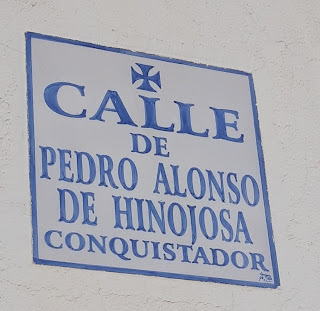 CALLE
DE
PEDRO ALONSO
DE HINOJOSA
CONQUISTADOR